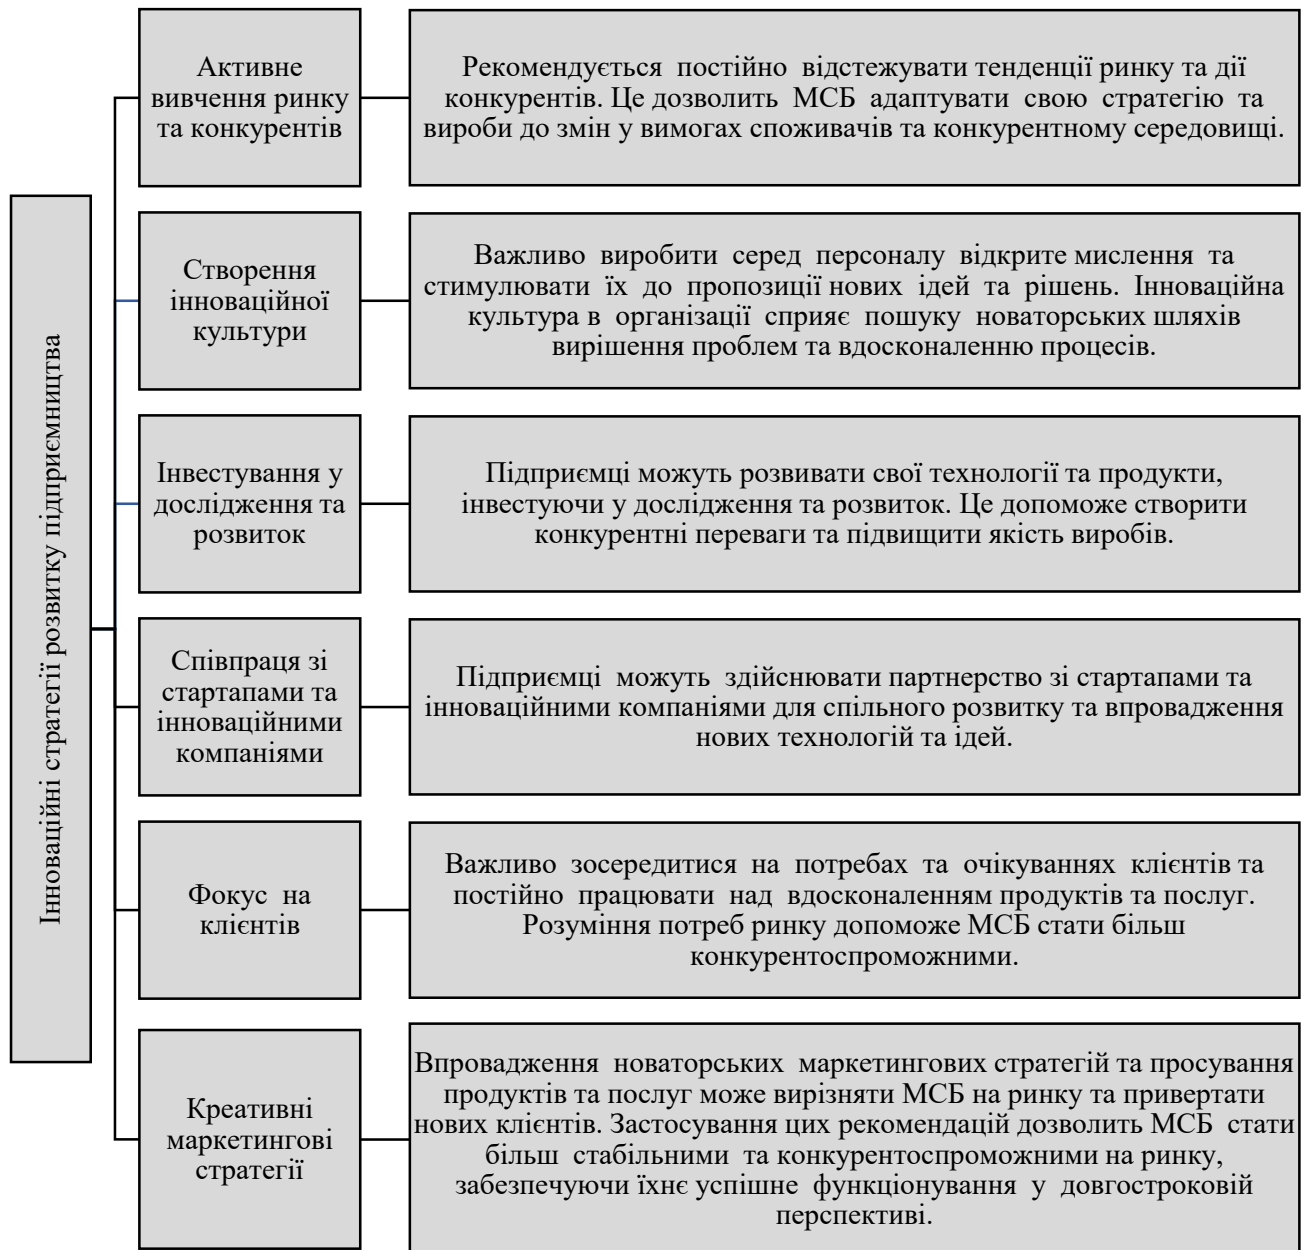 Інноваційні стратегії розвитку підприємництва
Активне
вивчення ринку
та конкурентів
Рекомендується постійно відстежувати тенденції ринку та дії
конкурентів. Це дозволить МСБ адаптувати свою стратегію та
вироби до змін у вимогах споживачів та конкурентному середовищі.
Створення
інноваційної
культури
Важливо виробити серед персоналу відкрите мислення та
стимулювати їх до пропозиції нових ідей та рішень. Інноваційна
культура в організації сприяє пошуку новаторських шляхів
вирішення проблем та вдосконаленню процесів.
Інвестування у
дослідження та
розвиток
Підприємці можуть розвивати свої технології та продукти,
інвестуючи у дослідження та розвиток. Це допоможе створити
конкурентні переваги та підвищити якість виробів.
Співпраця зі
стартапами та
інноваційними
компаніями
Підприємці можуть здійснювати партнерство зі стартапами та
інноваційними компаніями для спільного розвитку та впровадження
нових технологій та ідей.
Фокус на
клієнтів
Важливо зосередитися на потребах та очікуваннях клієнтів та
постійно працювати над вдосконаленням продуктів та послуг.
Розуміння потреб ринку допоможе МСБ стати більш
конкурентоспроможними.
Креативні
маркетингові
стратегії
Впровадження новаторських маркетингових стратегій та просування
продуктів та послуг може вирізняти МСБ на ринку та привертати
нових клієнтів. Застосування цих рекомендацій дозволить МСБ стати
більш стабільними та конкурентоспроможними на ринку,
забезпечуючи їхнє успішне функціонування у довгостроковій
перспективі.